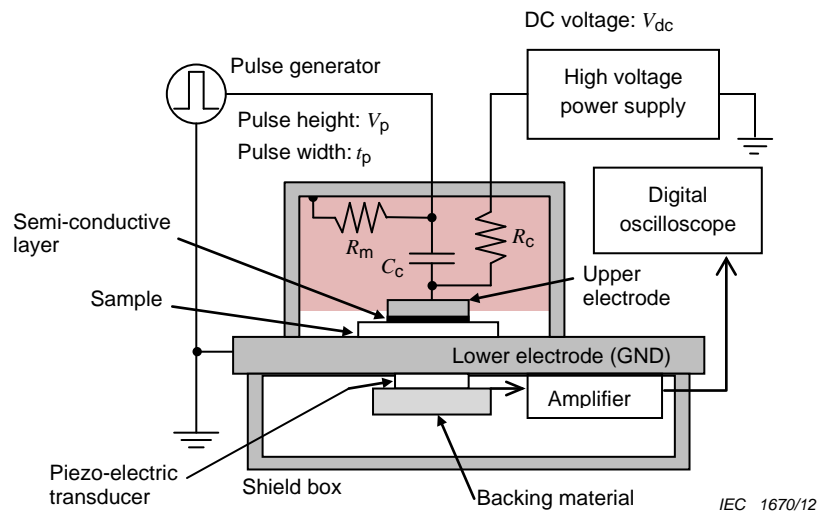 DC voltage: Vdc
Pulse generator
High voltage
power supply
Pulse height: Vp
Pulse width: tp
Digital
oscilloscope
Semi-conductive
layer
Rm
Cc
Rc
Upper
electrode
Sample
Lower electrode (GND)
Amplifier
Piezo-electric
transducer
Shield box
Backing material
IEC 1670/12